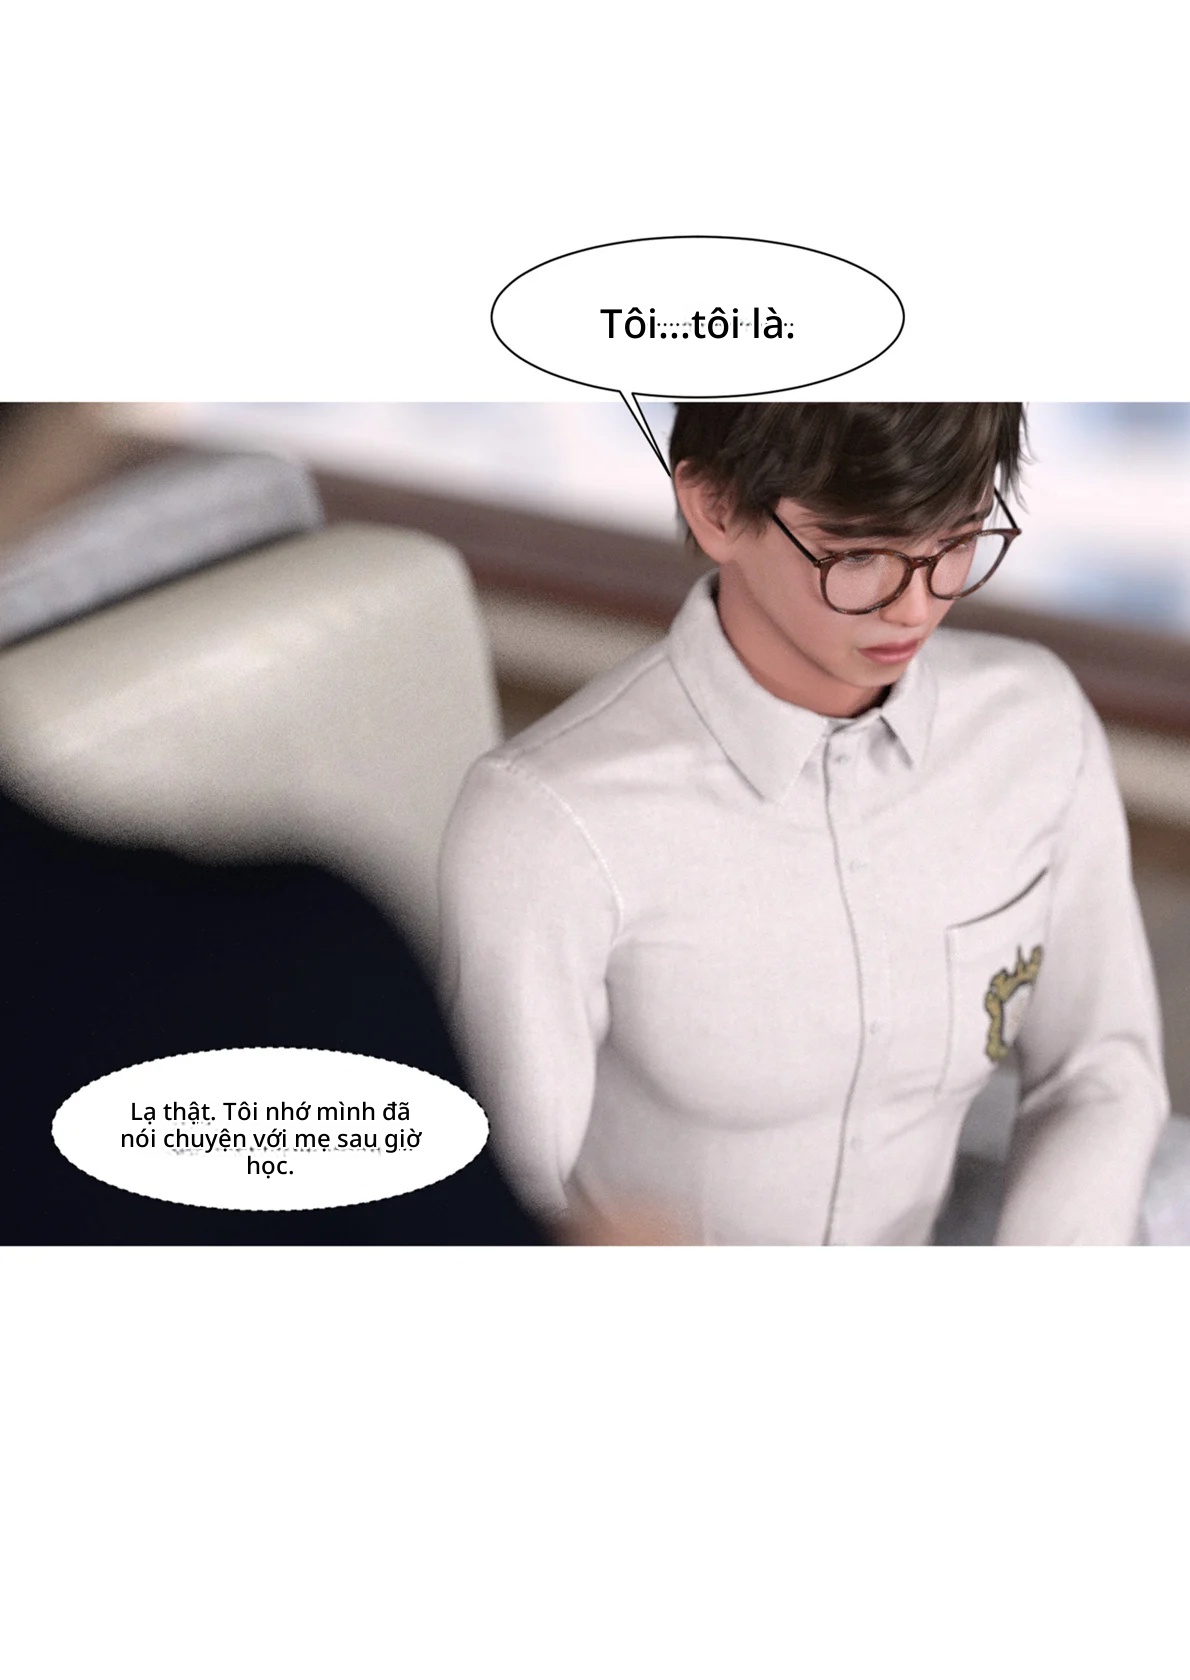 Tôi...tôi là.
Lạ thật. Tôi nhớ mình đã
nói chuyện với mẹ sau giờ
học.